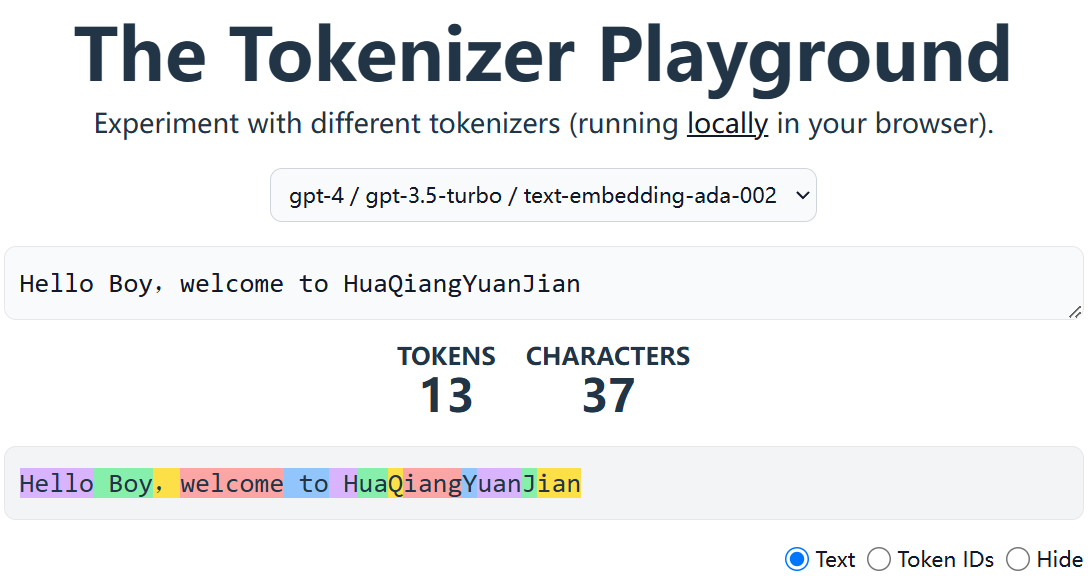 The Tokenizer Playground
Experiment with different tokenizers (running locally in your browser).
gpt-4 / gpt-3.5-turbo / text-embedding-ada-002
Hello Boy，welcome to HuaQiangYuanJian
TOKENS CHARACTERS
13 37
Hello Boy，welcome to HuaQiangYuanJian
Text Token IDs Hide